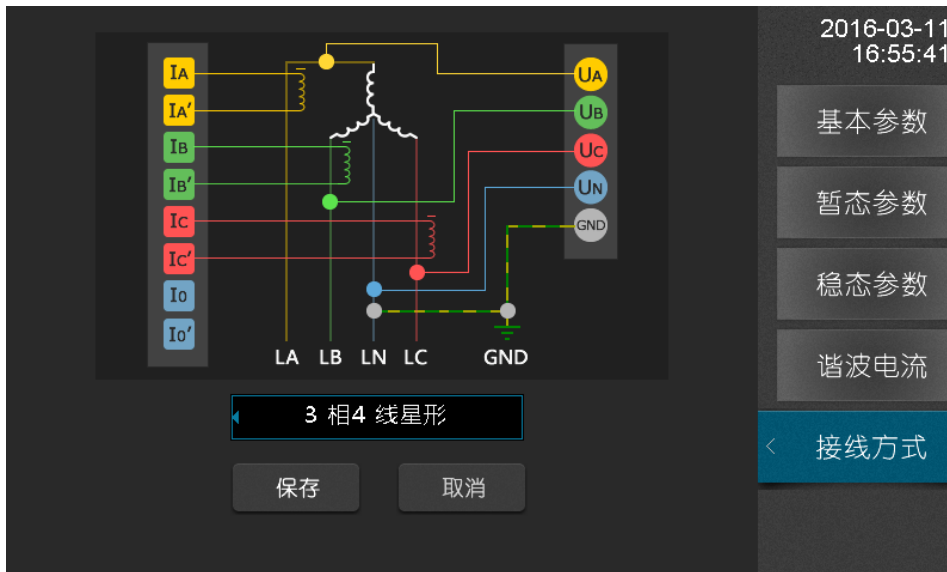 2016-03-11
16:55:41
IA
IA'
IB
IB'
IC
IC'
I0
I0'
UA
UB
UC
UN
GND
LA LB LN LC GND
3 相4 线星形
保存 取消
基本参数
暂态参数
稳态参数
谐波电流
接线方式